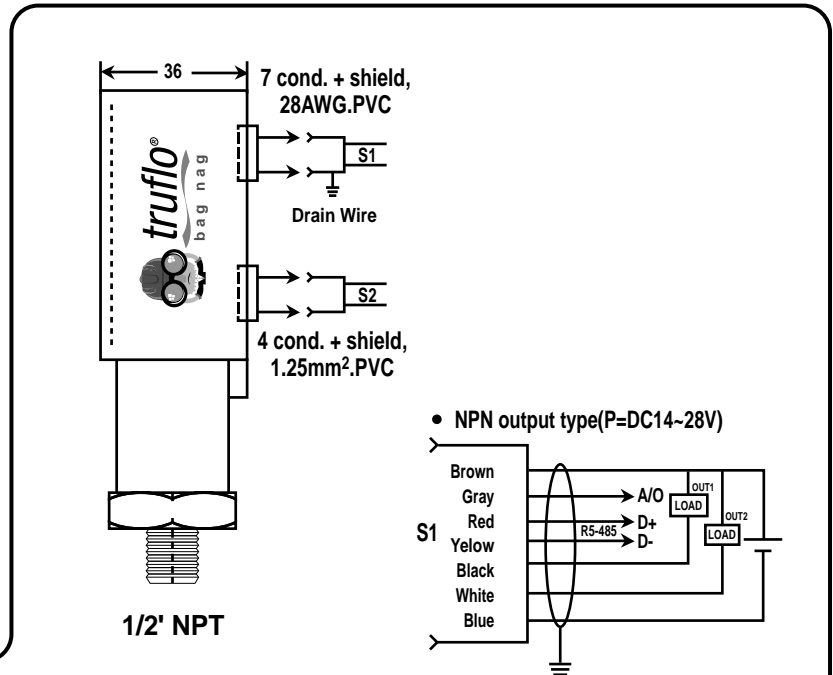 36
7 cond. + shield,
28AWG.PVC
S1
Drain Wire
truflo®
bag nag
S2
4 cond. + shield,
1.25mm².PVC
1/2' NPT
• NPN output type(P=DC14~28V)
S1
Brown
Gray
Red
Yelow
Black
White
Blue
A/O
R5-485
D+
D-
OUT1
LOAD
OUT2
LOAD